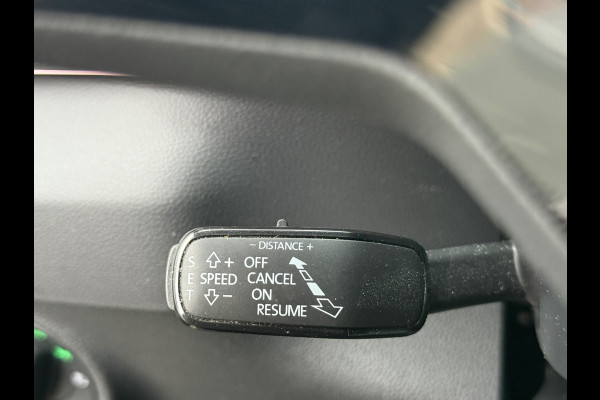 - DISTANCE +
S + OFF
E SPEED CANCEL
T - ON
RESUME